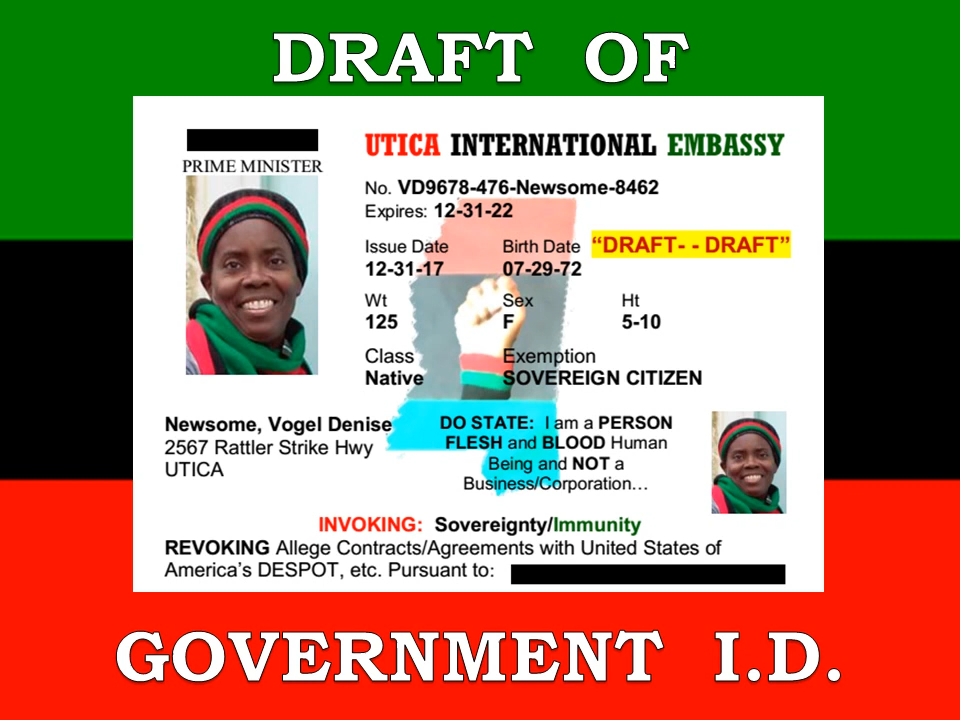 DRAFT OF
PRIME MINISTER
UTICA INTERNATIONAL EMBASSY
No. VD9678-476-Newsome-8462
Expires: 12-31-22
Issue Date Birth Date “DRAFT- - DRAFT”
12-31-17 07-29-72
Wt Sex Ht
125 F 5-10
Class Exemption
Native SOVEREIGN CITIZEN
Newsome, Vogel Denise
2567 Rattler Strike Hwy
UTICA
DO STATE: I am a PERSON
FLESH and BLOOD Human
Being and NOT a
Business/Corporation…
INVOKING: Sovereignty/Immunity
REVOKING Allege Contracts/Agreements with United States of
America’s DESPOT, etc. Pursuant to:
GOVERNMENT I.D.